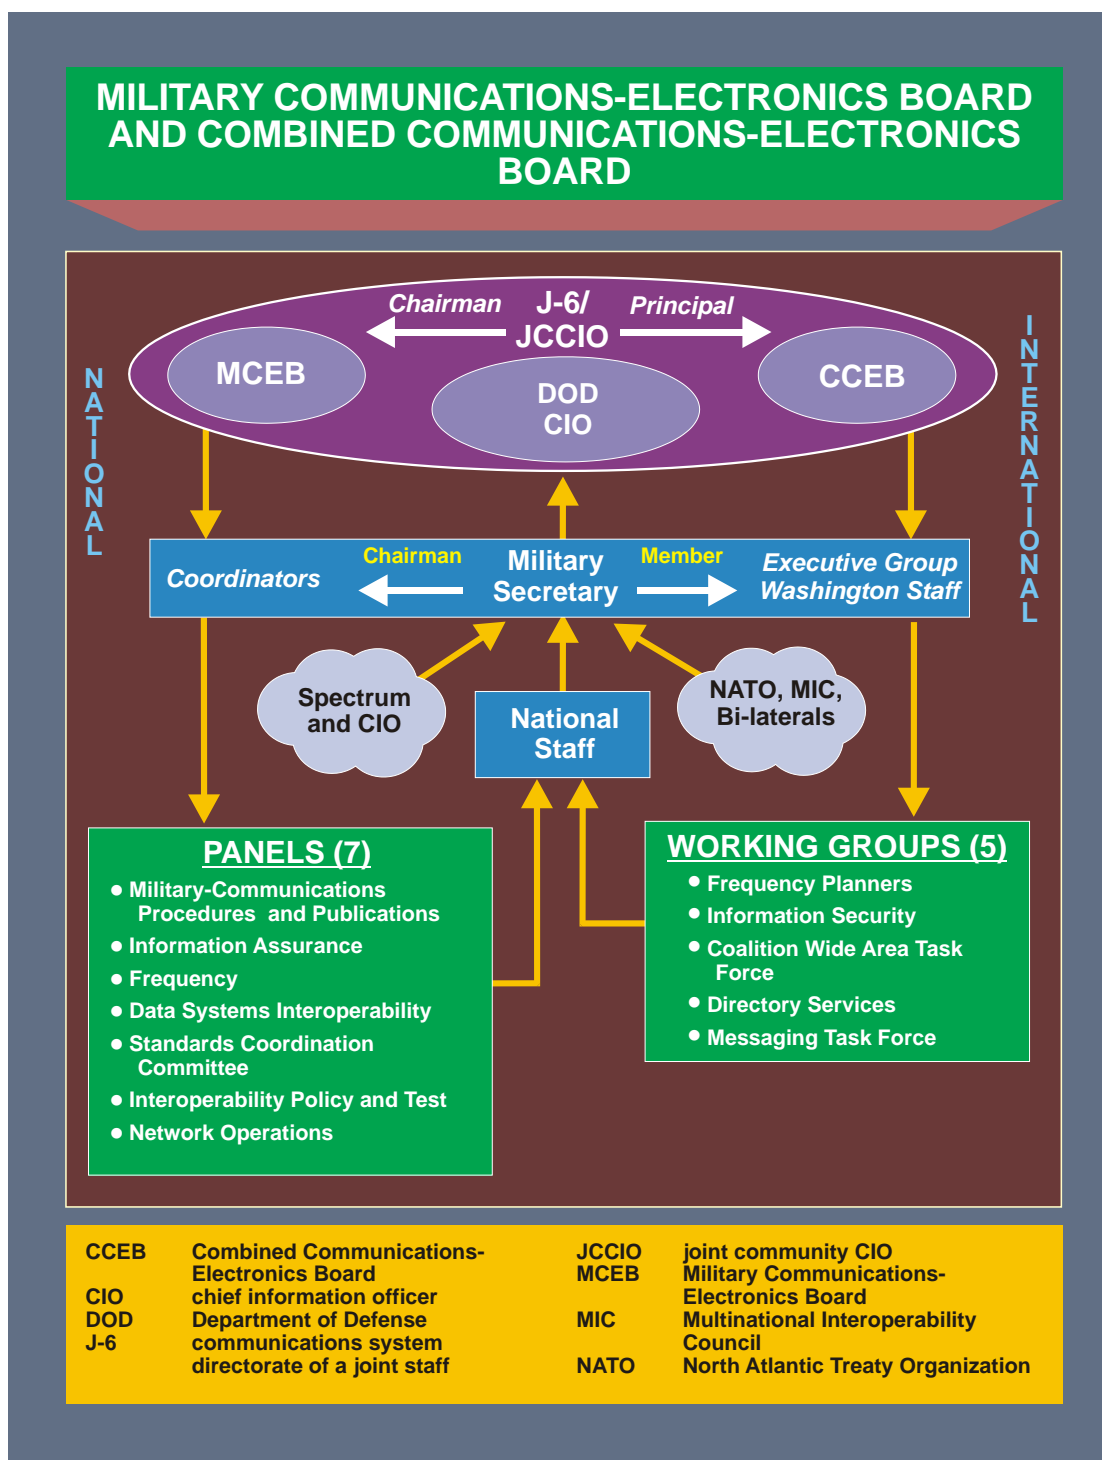 MILITARY COMMUNICATIONS-ELECTRONICS BOARD
AND COMBINED COMMUNICATIONS-ELECTRONICS
BOARD
NATIONAL
INTERNATIONAL
Chairman
J-6/
JCCIO
Principal
MCEB
DOD
CIO
CCEB
Coordinators
Chairman
Military
Secretary
Member
Executive Group
Washington Staff
Spectrum
and CIO
National
Staff
NATO, MIC,
Bi-laterals
PANELS (7)
• Military-Communications
Procedures and Publications
• Information Assurance
• Frequency
• Data Systems Interoperability
• Standards Coordination
Committee
• Interoperability Policy and Test
• Network Operations
WORKING GROUPS (5)
• Frequency Planners
• Information Security
• Coalition Wide Area Task
Force
• Directory Services
• Messaging Task Force
CCEB Combined Communications-
Electronics Board
CIO chief information officer
DOD Department of Defense
J-6 communications system
directorate of a joint staff
JCCIO joint community CIO
MCEB Military Communications-
Electronics Board
MIC Multinational Interoperability
Council
NATO North Atlantic Treaty Organization